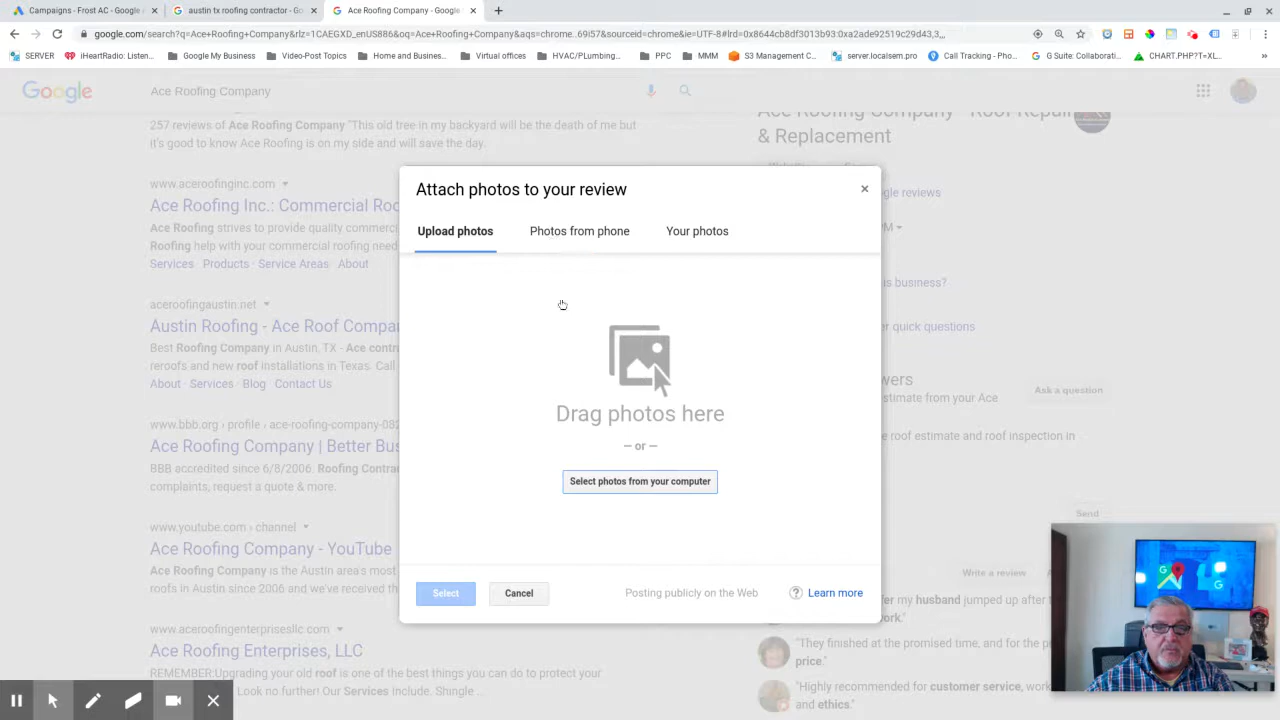 Campaigns - Frost AC - Google A
austin tx roofing contractor - Go
Ace Roofing Company - Google
google.com/search?q=Ace+Roofing+Company&rlz=1CAEGXD_enUS886&oq=Ace+Roofing+Company&aqs=chrome..69i57&sourceid=chrome&ie=UTF-8#lrd=0x8644cb8df3013b93:0xa2ade92519c29d43,3,,,
SERVER
iHeartRadio: Listen...
Google My Business
Video-Post Topics
Home and Busines...
Virtual offices
HVAC/PLumbing...
PPC
MMM
S3 Management C...
server.localsem.pro
Call Tracking - Pho...
G Suite: Collaborati...
CHART.PHP?T=XL...
»
Google
Ace Roofing Company
257 reviews of Ace Roofing Company "This old tree in my backyard will be the death of me but
it's good to know Ace Roofing is on my side and will save the day.
www.aceroofinginc.com
Ace Roofing Inc.: Commercial Roo
Ace Roofing strives to provide quality commerc
Roofing help with your commercial roofing need
Services · Products · Service Areas · About
aceroofingaustin.net
Austin Roofing - Ace Roof Compa
Best Roofing Company in Austin, TX - Ace contr
reroofs and new roof installations in Texas. Call
About · Services · Blog · Contact Us
www.bbb.org › profile › ace-roofing-company-082
Ace Roofing Company | Better Bus
BBB accredited since 6/8/2006. Roofing Contra
complaints, request a quote & more.
www.youtube.com › channel
Ace Roofing Company - YouTube
Ace Roofing Company is the Austin area's most
roofs in Austin since 2006 and we've received th
www.aceroofingenterprisesllc.com
Ace Roofing Enterprises, LLC
REMEMBER:Upgrading your old roof is one of the best things you can do to protect your
Look no further! Our Services Include. Shingle ...
Attach photos to your review
×
Upload photos
Photos from phone
Your photos
Drag photos here
— or —
Select photos from your computer
Select
Cancel
Posting publicly on the Web
? Learn more
Ace Roofing Company - Roof Repair
& Replacement
gle reviews
PM
is business?
er quick questions
wers
Ask a question
estimate from your Ace
e roof estimate and roof inspection in
Send
Write a review
fer my husband jumped up after t
work."
"They finished at the promised time, and for the p
price."
"Highly recommended for customer service, work
and ethics."